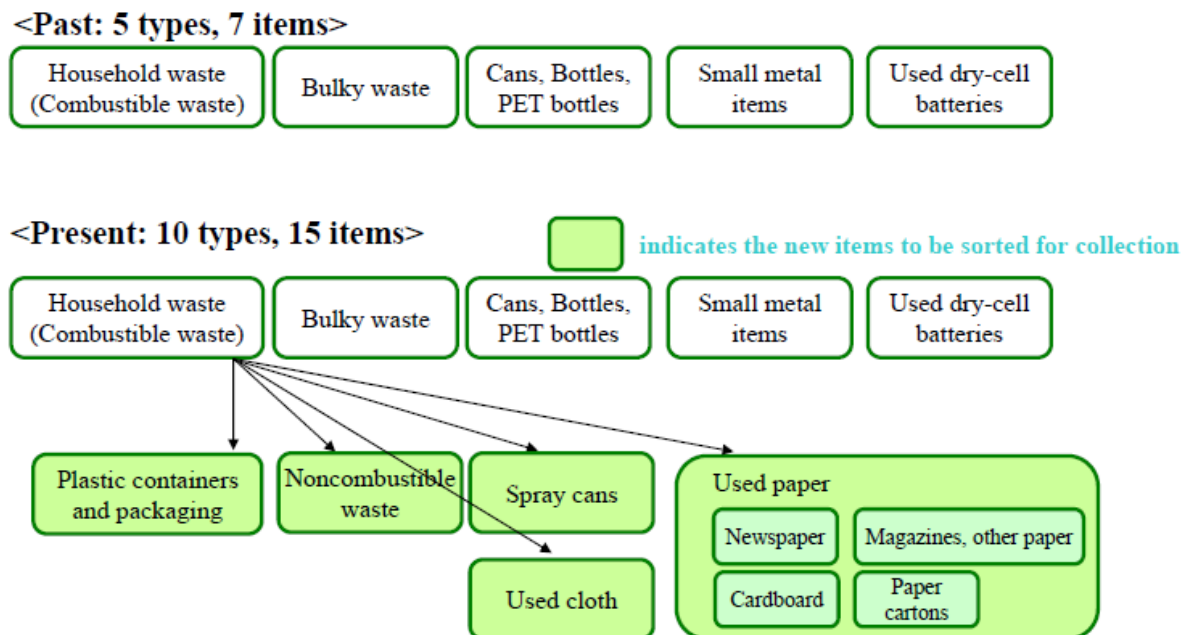 <Past: 5 types, 7 items>
Household waste
(Combustible waste)
Bulky waste
Cans, Bottles,
PET bottles
Small metal
items
Used dry-cell
batteries
<Present: 10 types, 15 items>
indicates the new items to be sorted for collection
Household waste
(Combustible waste)
Bulky waste
Cans, Bottles,
PET bottles
Small metal
items
Used dry-cell
batteries
Plastic containers
and packaging
Noncombustible
waste
Spray cans
Used cloth
Used paper
Newspaper
Magazines, other paper
Cardboard
Paper
cartons